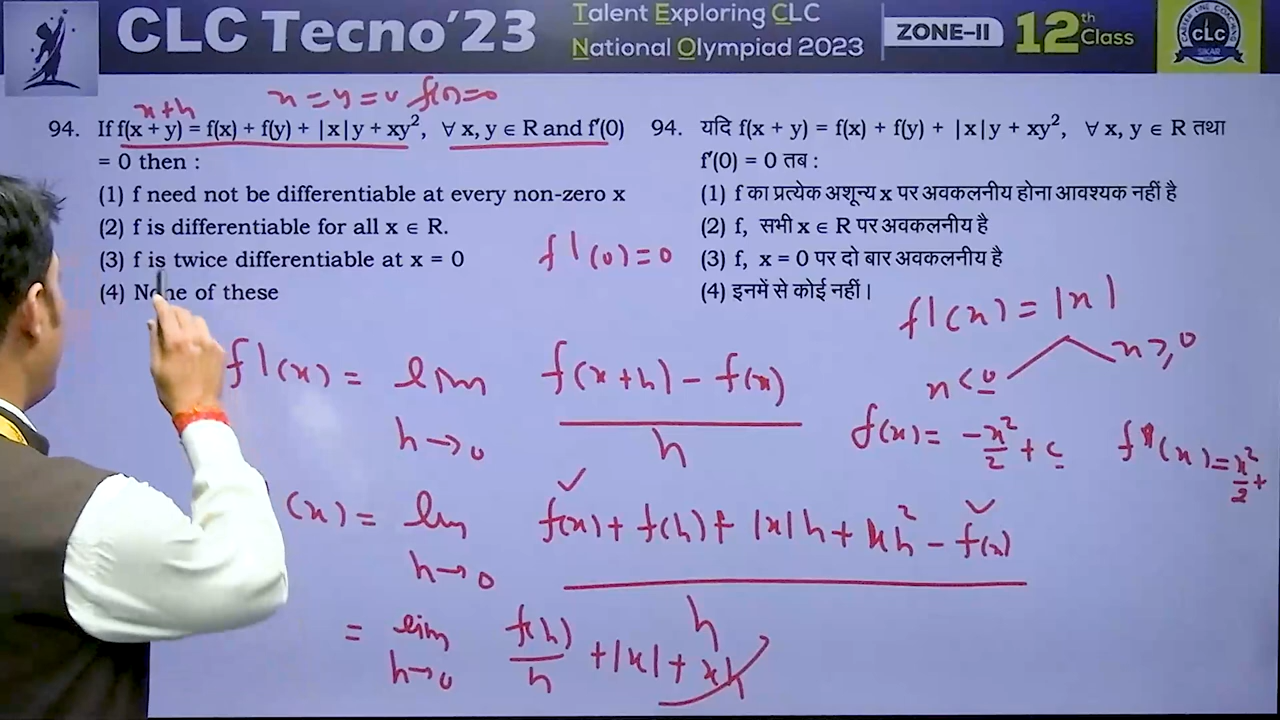 CLC Tecno'23
Talent Exploring CLC
National Olympiad 2023
ZONE–II
12th Class
CLC
SIKAR
x+h
x = y = 0 f(0)=0
94. If f(x + y) = f(x) + f(y) + |x|y + xy², ∀ x, y ∈ R and f'(0)
= 0 then :
(1) f need not be differentiable at every non-zero x
(2) f is differentiable for all x ∈ R.
(3) f is twice differentiable at x = 0
(4) None of these
94. यदि f(x + y) = f(x) + f(y) + |x|y + xy², ∀ x, y ∈ R तथा
f'(0) = 0 तब :
(1) f का प्रत्येक अशून्य x पर अवकलनीय होना आवश्यक नहीं है
(2) f, सभी x ∈ R पर अवकलनीय है
(3) f, x = 0 पर दो बार अवकलनीय है
(4) इनमें से कोई नहीं।
f'(0)=0
f'(x) = lim h→0 f(x+h) – f(x) / h
(x) = lim h→0 f(x) + f(h) + |x|h + xh² – f(x) / h
= lim h→0 f(h)/h + |x| + xh
f'(x) = |x|
x < 0 x ≥ 0
f(x) = -x²/2 + c
(x) = x²/2 +